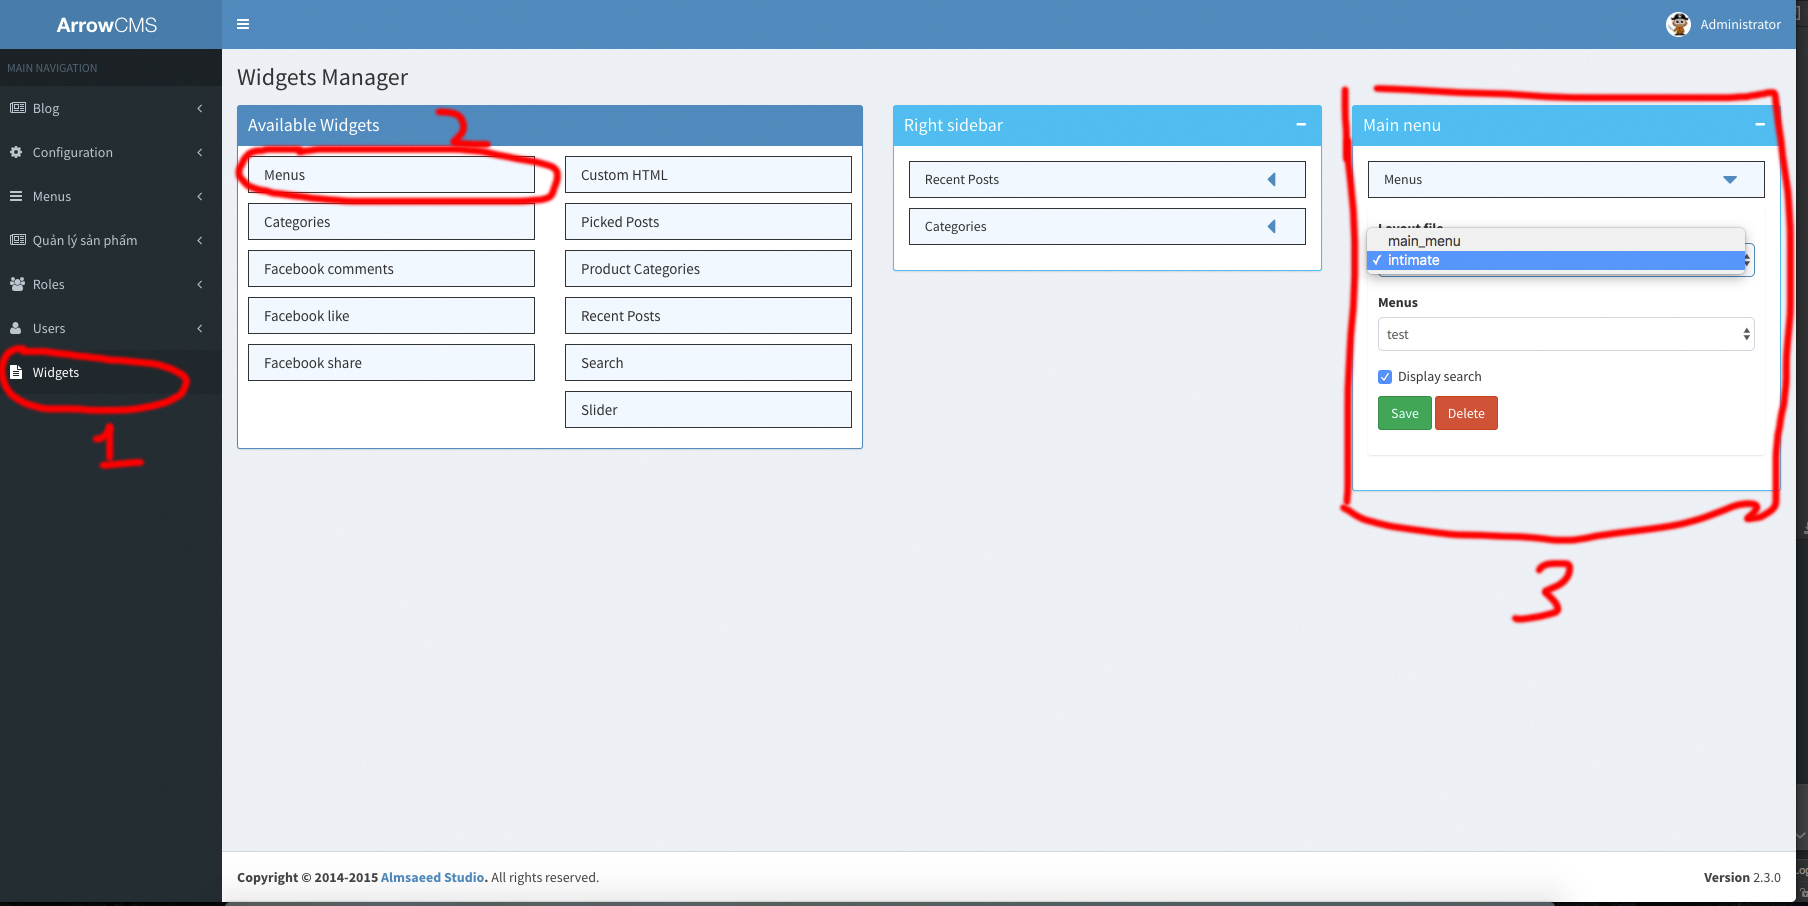 ArrowCMS
Administrator
MAIN NAVIGATION
Blog
Configuration
Menus
Quản lý sản phẩm
Roles
Users
Widgets
1
Widgets Manager
Available Widgets
2
Menus
Custom HTML
Categories
Picked Posts
Facebook comments
Product Categories
Facebook like
Recent Posts
Facebook share
Search
Slider
Right sidebar
Recent Posts
Categories
Main nenu
Menus
Layout file
main_menu
✓ intimate
Menus
test
Display search
Save Delete
3
Copyright © 2014-2015 Almsaeed Studio. All rights reserved.
Version 2.3.0